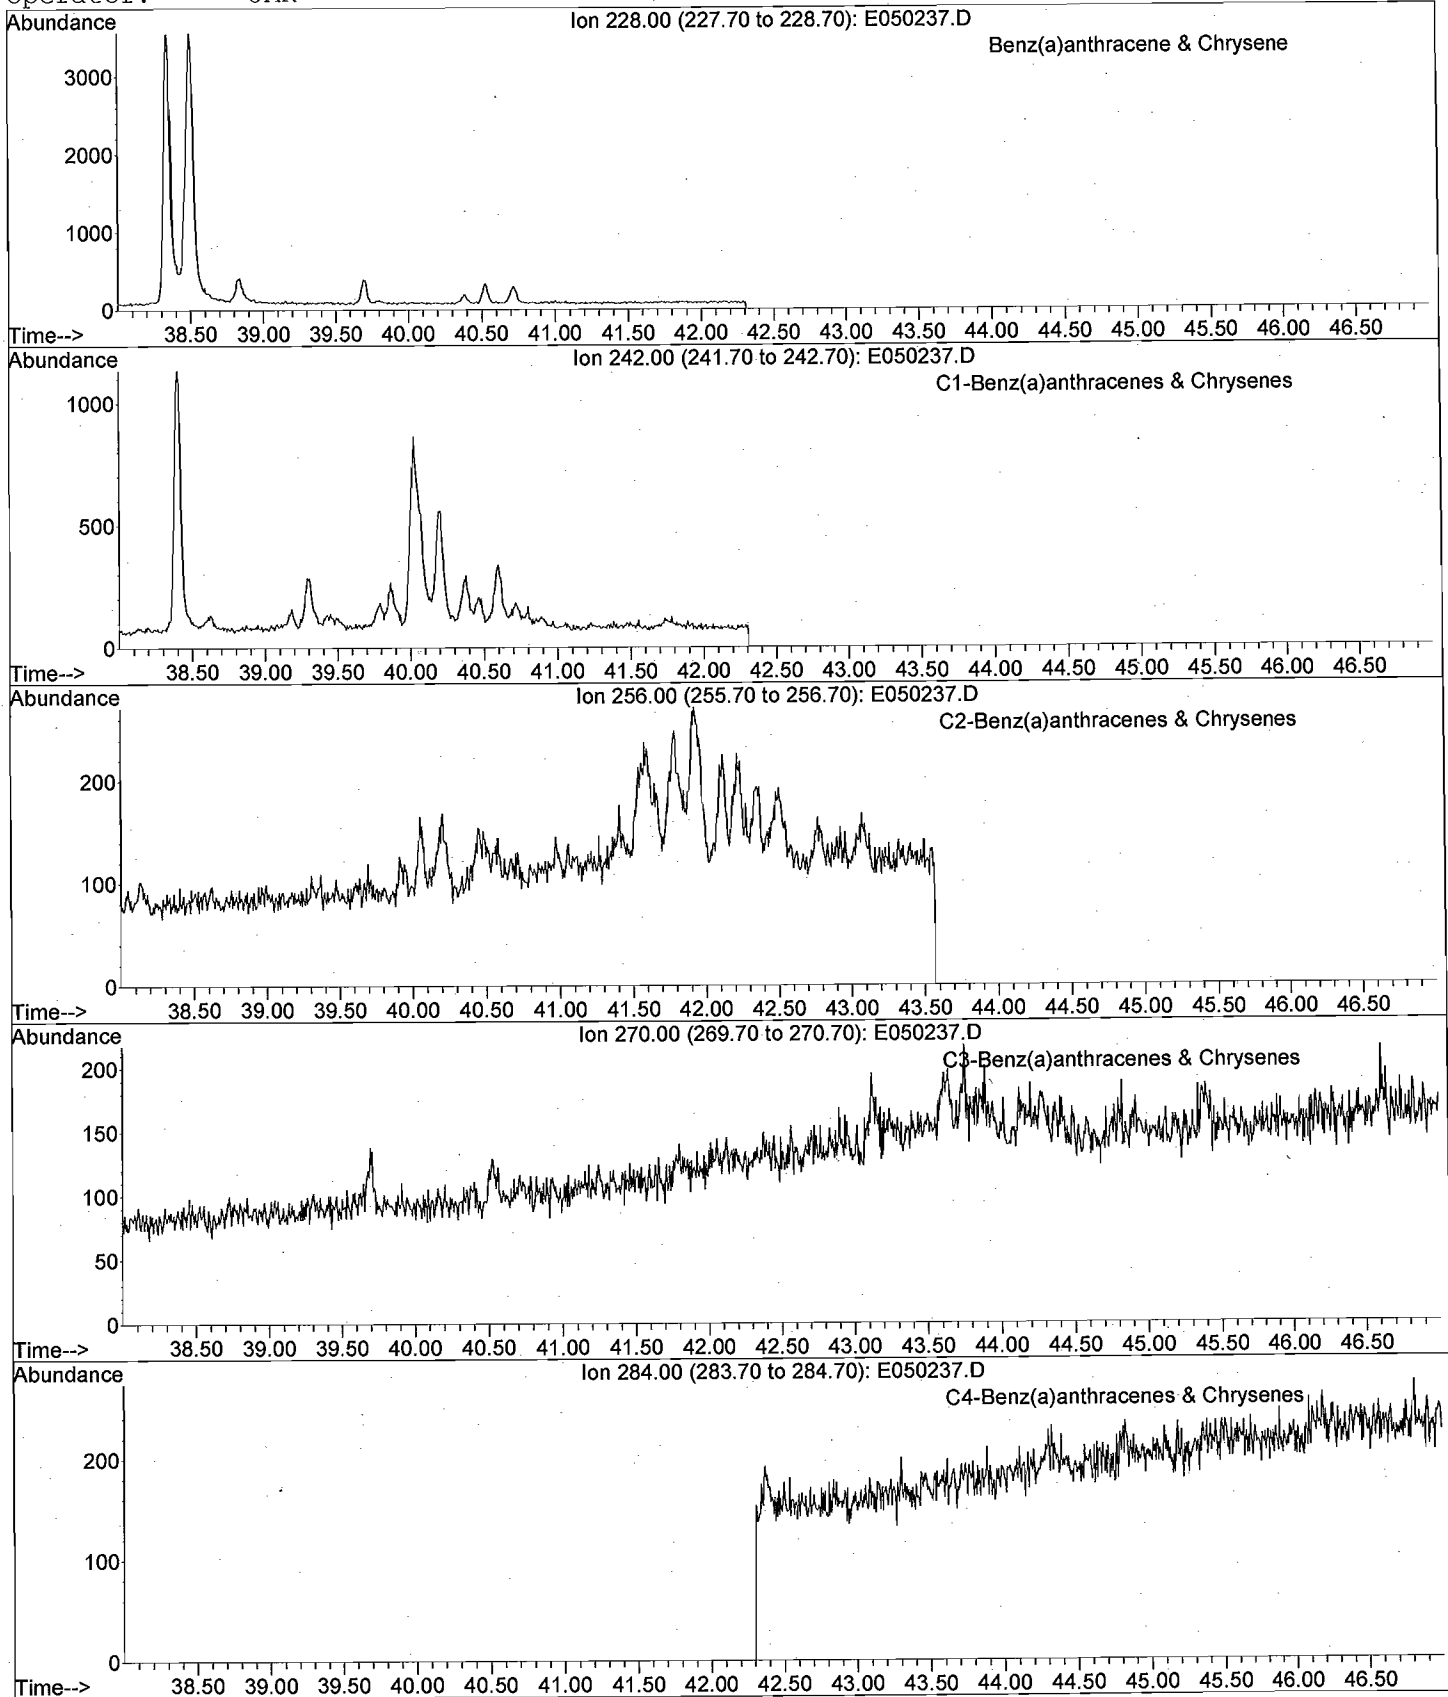 Abundance
Ion 228.00 (227.70 to 228.70): E050237.D
Benz(a)anthracene & Chrysene
3000
2000
1000
0
Time--> 38.50 39.00 39.50 40.00 40.50 41.00 41.50 42.00 42.50 43.00 43.50 44.00 44.50 45.00 45.50 46.00 46.50
Abundance
Ion 242.00 (241.70 to 242.70): E050237.D
C1-Benz(a)anthracenes & Chrysenes
1000
500
0
Time--> 38.50 39.00 39.50 40.00 40.50 41.00 41.50 42.00 42.50 43.00 43.50 44.00 44.50 45.00 45.50 46.00 46.50
Abundance
Ion 256.00 (255.70 to 256.70): E050237.D
C2-Benz(a)anthracenes & Chrysenes
200
100
0
Time--> 38.50 39.00 39.50 40.00 40.50 41.00 41.50 42.00 42.50 43.00 43.50 44.00 44.50 45.00 45.50 46.00 46.50
Abundance
Ion 270.00 (269.70 to 270.70): E050237.D
C3-Benz(a)anthracenes & Chrysenes
200
150
100
50
0
Time--> 38.50 39.00 39.50 40.00 40.50 41.00 41.50 42.00 42.50 43.00 43.50 44.00 44.50 45.00 45.50 46.00 46.50
Abundance
Ion 284.00 (283.70 to 284.70): E050237.D
C4-Benz(a)anthracenes & Chrysenes
200
100
0
Time--> 38.50 39.00 39.50 40.00 40.50 41.00 41.50 42.00 42.50 43.00 43.50 44.00 44.50 45.00 45.50 46.00 46.50